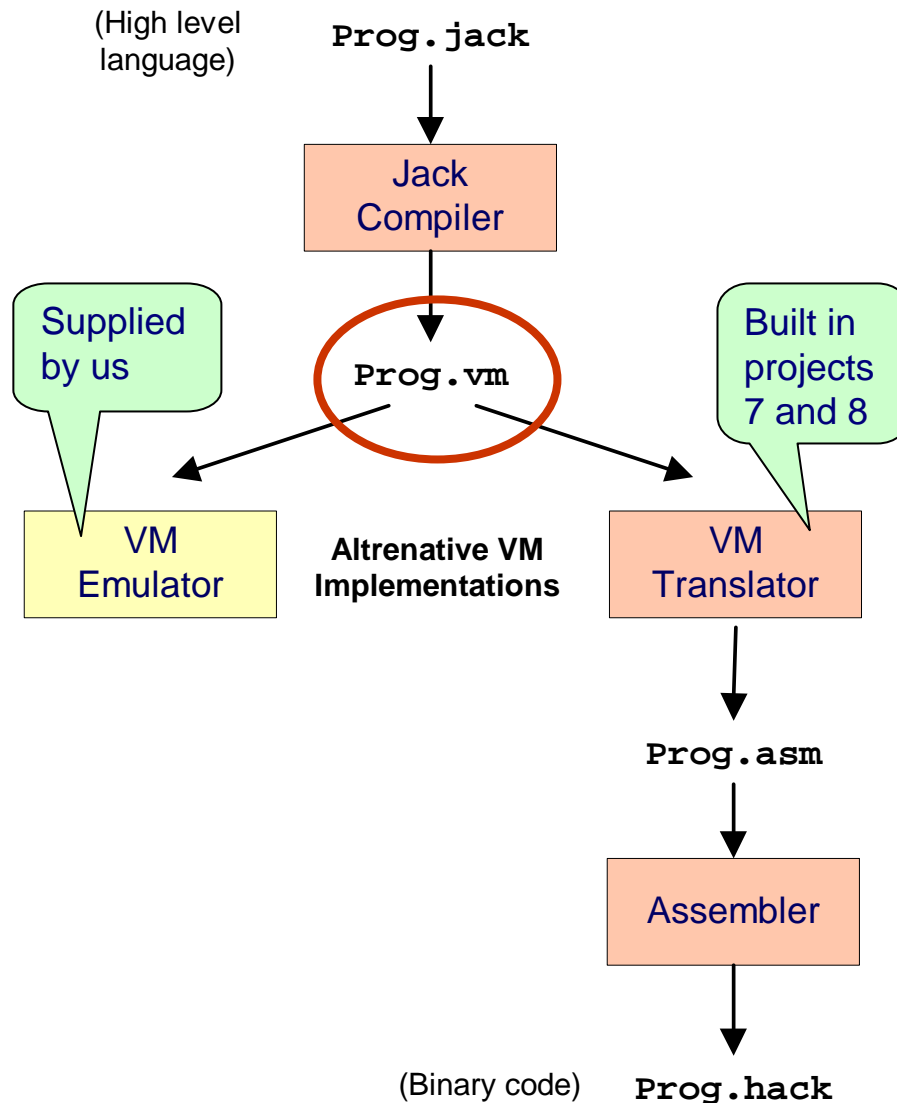 (High level
language)
Prog.jack
Jack
Compiler
Supplied
by us
Prog.vm
Built in
projects
7 and 8
VM
Emulator
Altrenative VM
Implementations
VM
Translator
Prog.asm
Assembler
(Binary code)
Prog.hack